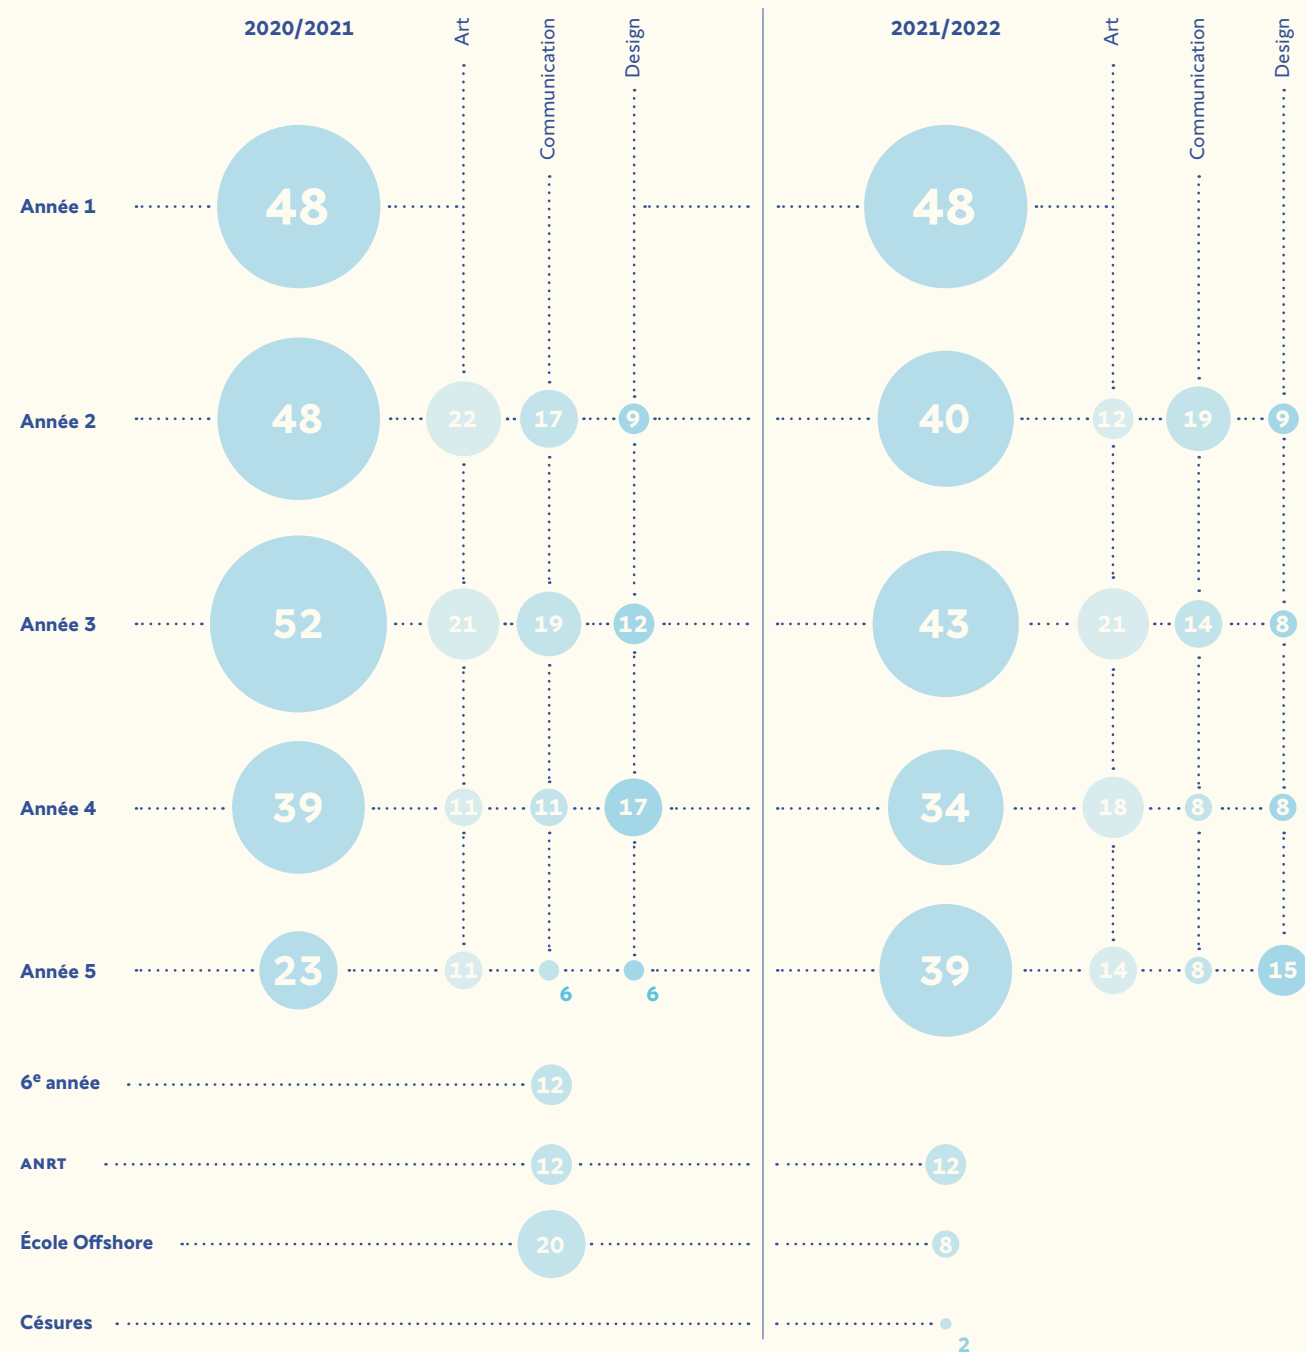 2020/2021 Art Communication Design 2021/2022 Art Communication Design
Année 1 48 48
Année 2 48 22 17 9 40 12 19 9
Année 3 52 21 19 12 43 21 14 8
Année 4 39 11 11 17 34 18 8 8
Année 5 23 11 6 6 39 14 8 15
6e année 12
ANRT 12 12
École Offshore 20 8
Césures 2